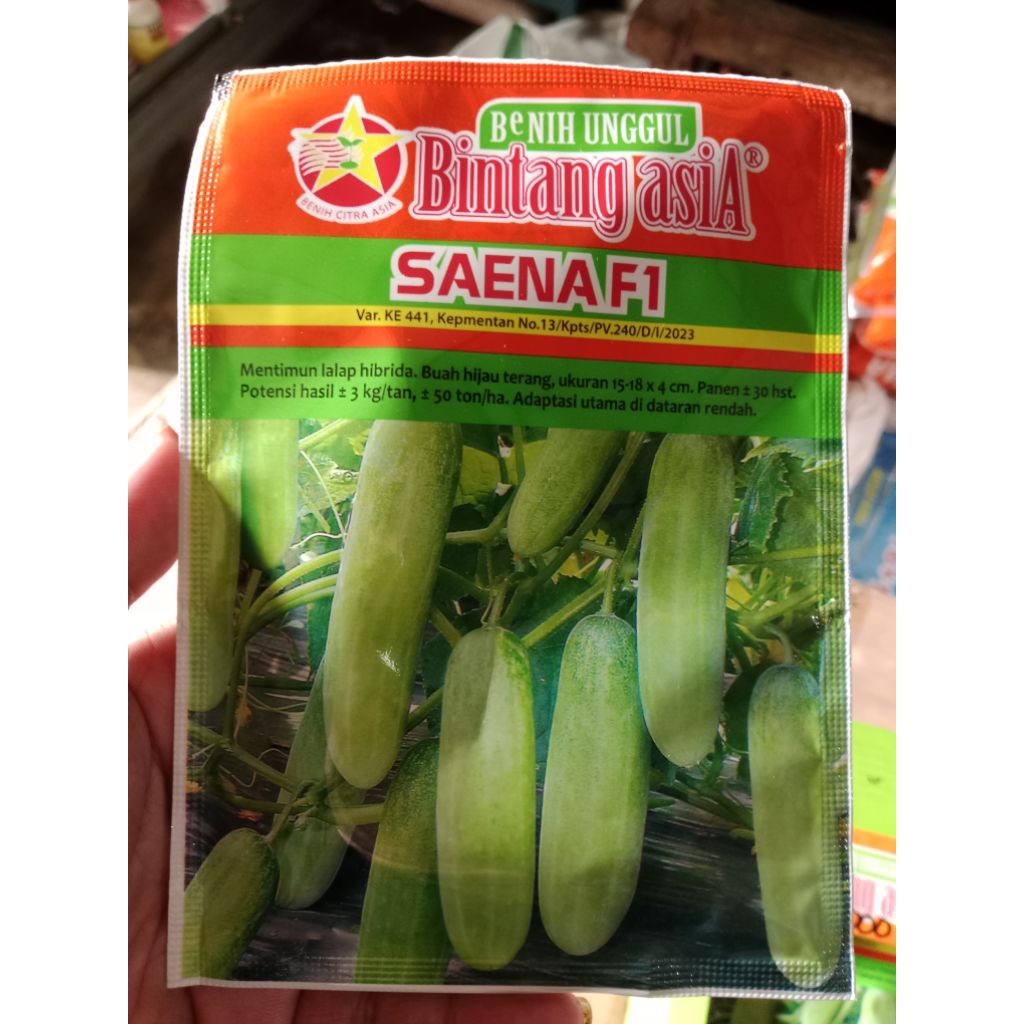 BeNIH UNGGUL
Bintang asiA®
BENIH CITRA ASIA
SAENA F1
Var. KE 441, Kepmentan No.13/Kpts/PV.240/D/I/2023
Mentimun lalap hibrida. Buah hijau terang, ukuran 15-18 x 4 cm. Panen ± 30 hst.
Potensi hasil ± 3 kg/tan, ± 50 ton/ha. Adaptasi utama di dataran rendah.